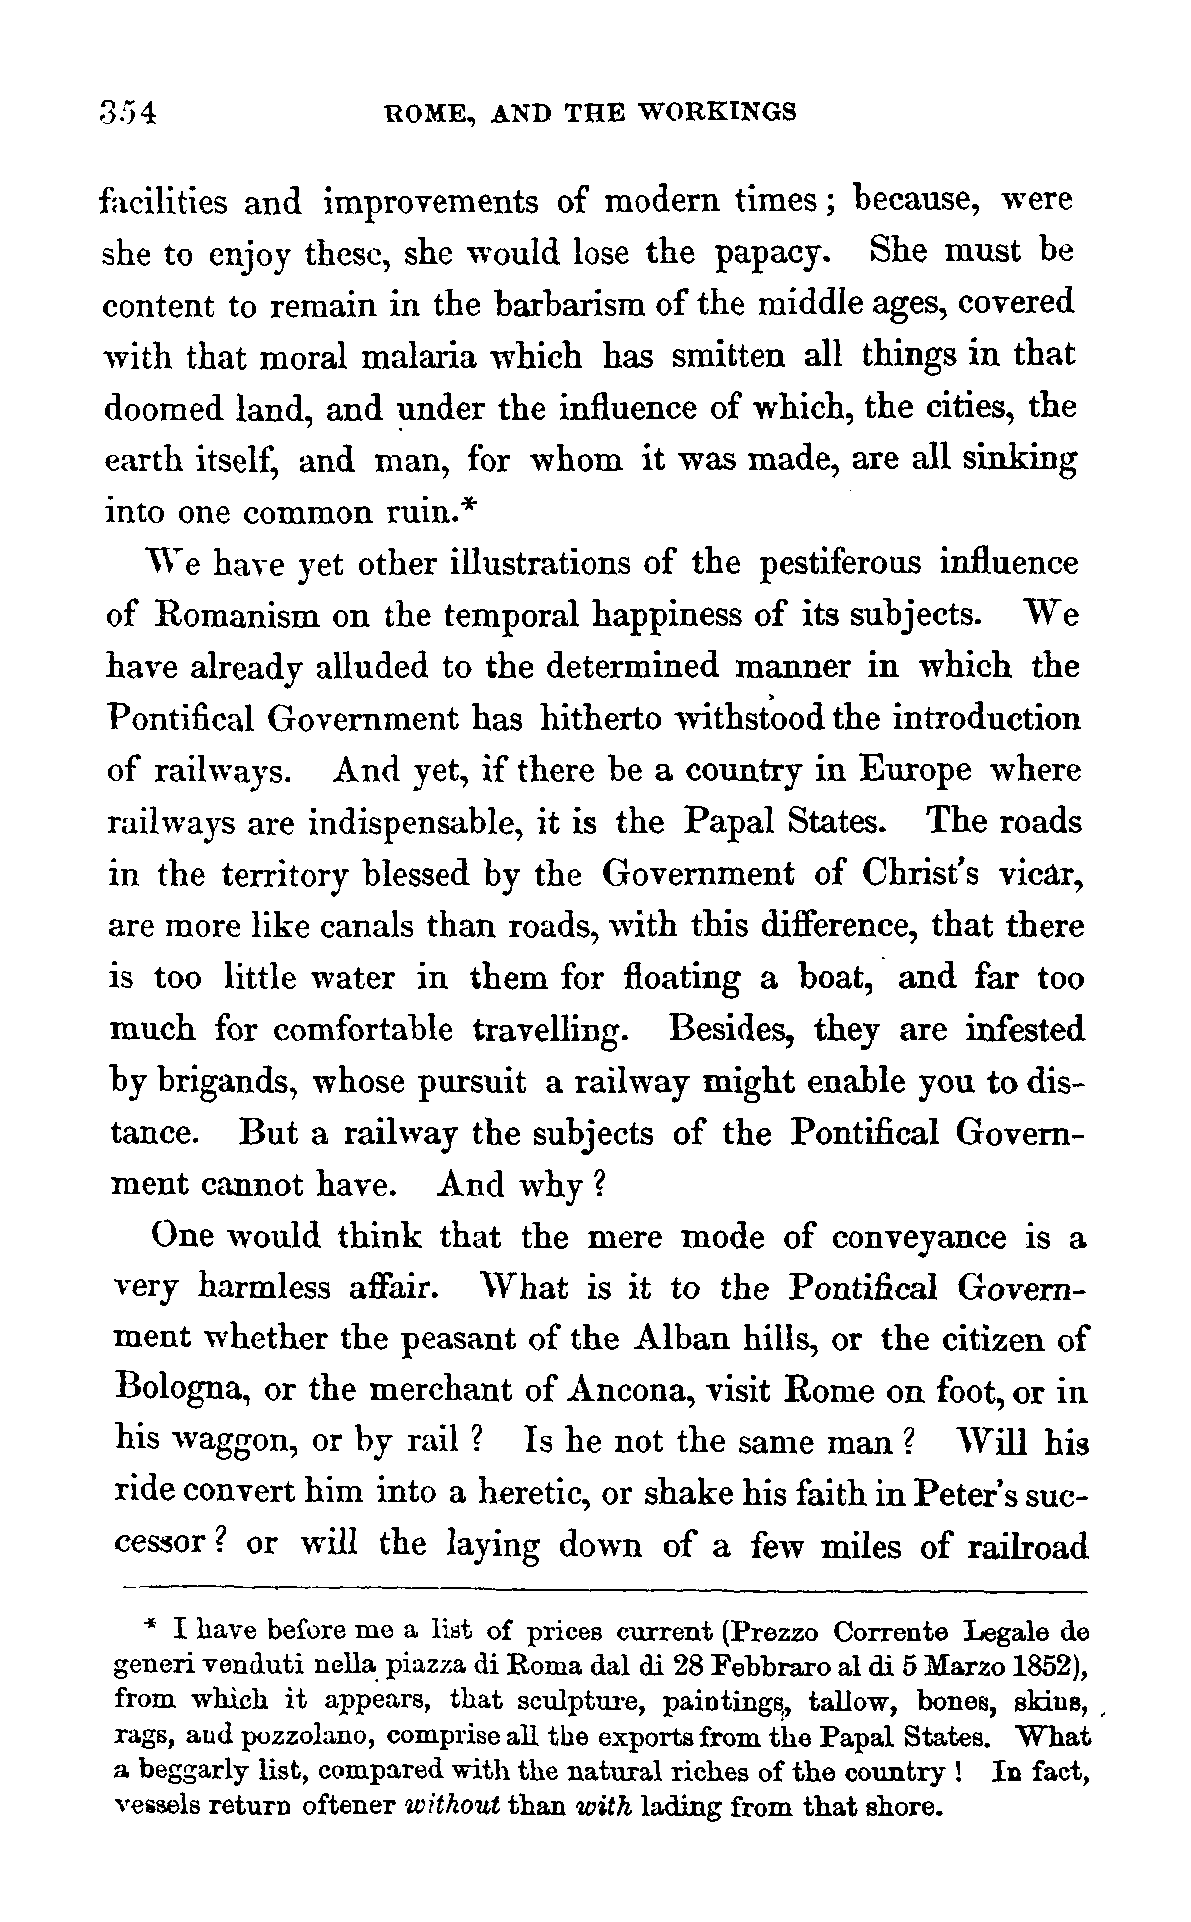 354 ROME, AND THE WORKINGS
facilities and improvements of modern times; because, were
she to enjoy these, she would lose the papacy. She must be
content to remain in the barbarism of the middle ages, covered
with that moral malaria which has smitten all things in that
doomed land, and under the influence of which, the cities, the
earth itself, and man, for whom it was made, are all sinking
into one common ruin.*
We have yet other illustrations of the pestiferous influence
of Romanism on the temporal happiness of its subjects. We
have already alluded to the determined manner in which the
Pontifical Government has hitherto withstood the introduction
of railways. And yet, if there be a country in Europe where
railways are indispensable, it is the Papal States. The roads
in the territory blessed by the Government of Christ's vicar,
are more like canals than roads, with this difference, that there
is too little water in them for floating a boat, and far too
much for comfortable travelling. Besides, they are infested
by brigands, whose pursuit a railway might enable you to dis-
tance. But a railway the subjects of the Pontifical Govern-
ment cannot have. And why?
One would think that the mere mode of conveyance is a
very harmless affair. What is it to the Pontifical Govern-
ment whether the peasant of the Alban hills, or the citizen of
Bologna, or the merchant of Ancona, visit Rome on foot, or in
his waggon, or by rail? Is he not the same man? Will his
ride convert him into a heretic, or shake his faith in Peter's suc-
cessor? or will the laying down of a few miles of railroad
* I have before me a list of prices current (Prezzo Corrente Legale de
generi venduti nella piazza di Roma dal di 28 Febbraro al di 5 Marzo 1852),
from which it appears, that sculpture, paintings, tallow, bones, skins,
rags, and pozzolano, comprise all the exports from the Papal States. What
a beggarly list, compared with the natural riches of the country! In fact,
vessels return oftener without than with lading from that shore.